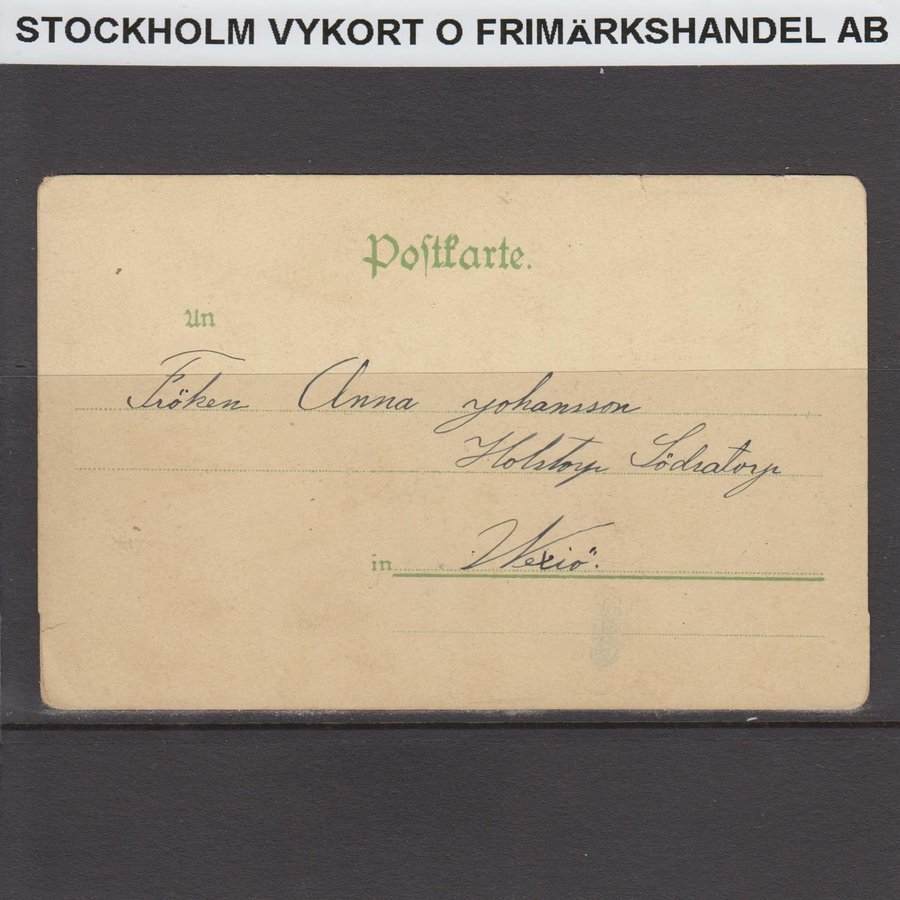 STOCKHOLM VYKORT O FRIMÄRKSHANDEL AB
Postkarte.
An
Fröken Anna Johansson
Holstorp Södratorp
in Wexiö.